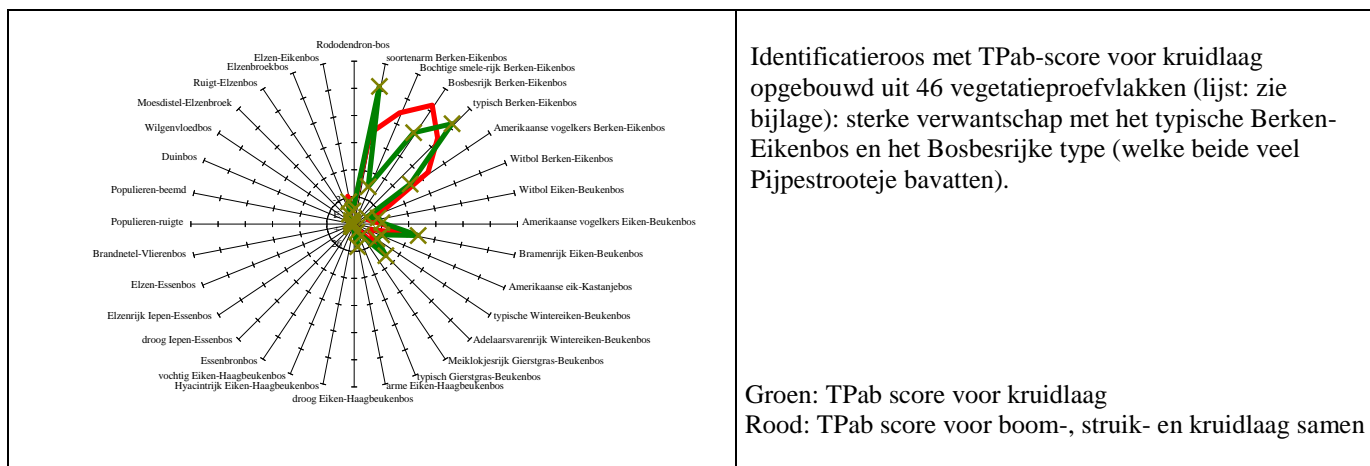 Rododendron-bos
soortenarm Berken-Eikenbos
Bochtige smele-rijk Berken-Eikenbos
Bosbesrijk Berken-Eikenbos
typisch Berken-Eikenbos
Amerikaanse vogelkers Berken-Eikenbos
Witbol Berken-Eikenbos
Witbol Eiken-Beukenbos
Amerikaanse vogelkers Eiken-Beukenbos
Bramenrijk Eiken-Beukenbos
Amerikaanse eik-Kastanjebos
typische Wintereiken-Beukenbos
Adelaarsvarenrijk Wintereiken-Beukenbos
Meiklokjesrijk Gierstgras-Beukenbos
typisch Gierstgras-Beukenbos
arme Eiken-Haagbeukenbos
droog Eiken-Haagbeukenbos
Hyacintrijk Eiken-Haagbeukenbos
vochtig Eiken-Haagbeukenbos
Essenbronbos
droog Iepen-Essenbos
Elzenrijk Iepen-Essenbos
Elzen-Essenbos
Brandnetel-Vlierenbos
Populieren-ruigte
Populieren-beemd
Duinbos
Wilgenvloedbos
Moesdistel-Elzenbroek
Ruigt-Elzenbos
Elzenbroekbos
Elzen-Eikenbos
Identificatieroos met TPab-score voor kruidlaag
opgebouwd uit 46 vegetatieproefvlakken (lijst: zie
bijlage): sterke verwantschap met het typische Berken-
Eikenbos en het Bosbesrijke type (welke beide veel
Pijpestrooteje bavatten).
Groen: TPab score voor kruidlaag
Rood: TPab score voor boom-, struik- en kruidlaag samen